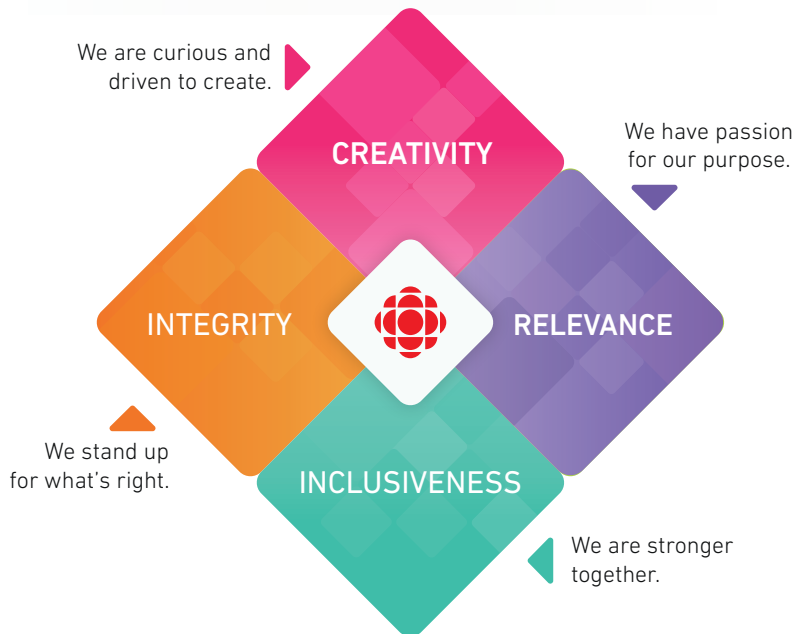 We are curious and
driven to create.
CREATIVITY
We have passion
for our purpose.
INTEGRITY
RELEVANCE
We stand up
for what's right.
INCLUSIVENESS
We are stronger
together.